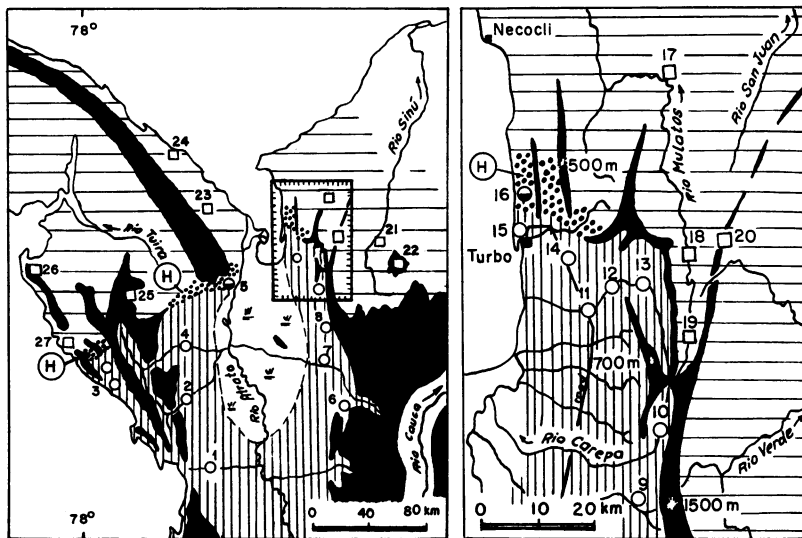 78°
24
23
Río Sinú
Río Tuira
H
21
22
26
25
5
27
H
4
8
7
3
2
Río Atrato
6
1
Río Cauca
78°
0 40 80 km
Necocli
17
Río San Juan
Río Mulatos
H
500 m
16
15
Turbo
14
18
20
12
13
11
19
700 m
road
10
Río Carepa
Río Verde
9
1500 m
0 10 20 km